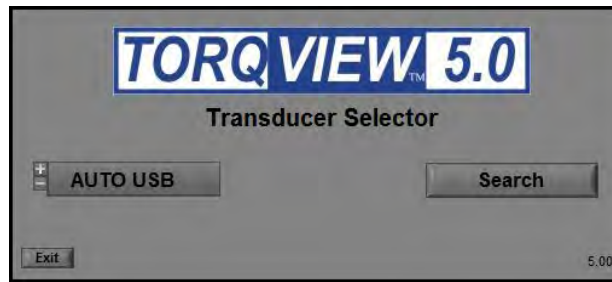 TORQVIEW™ 5.0
Transducer Selector
+
-
AUTO USB
Search
Exit
5.00